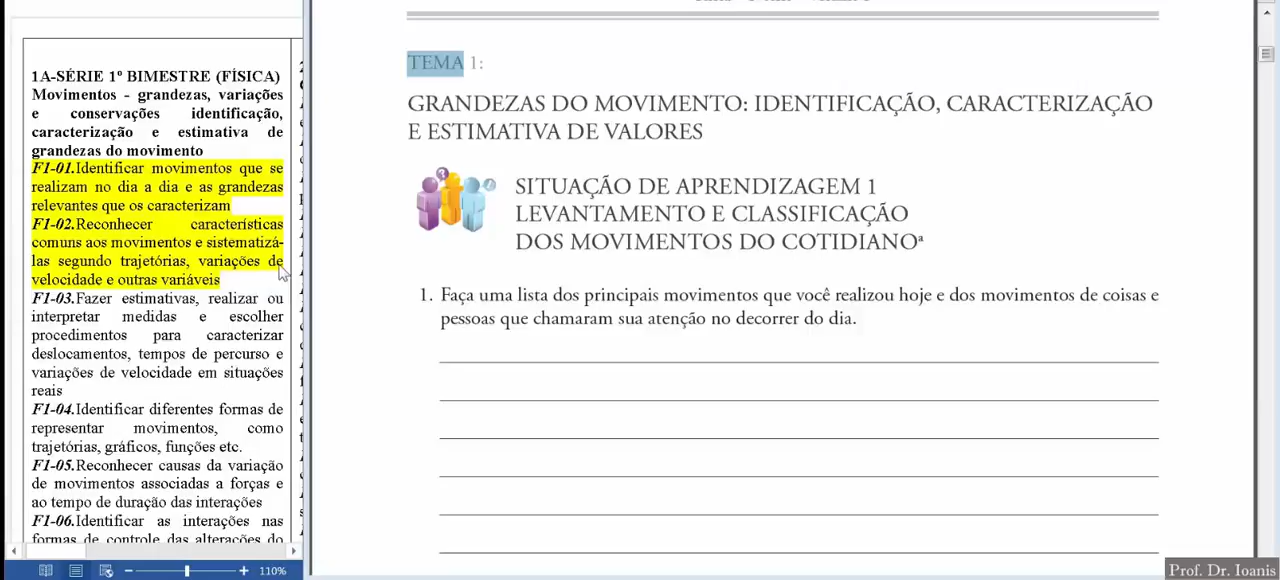 1A-SÉRIE 1º BIMESTRE (FÍSICA)
Movimentos - grandezas, variações
e conservações identificação,
caracterização e estimativa de
grandezas do movimento
F1-01.Identificar movimentos que se
realizam no dia a dia e as grandezas
relevantes que os caracterizam
F1-02.Reconhecer características
comuns aos movimentos e sistematizá-
las segundo trajetórias, variações de
velocidade e outras variáveis
F1-03.Fazer estimativas, realizar ou
interpretar medidas e escolher
procedimentos para caracterizar
deslocamentos, tempos de percurso e
variações de velocidade em situações
reais
F1-04.Identificar diferentes formas de
representar movimentos, como
trajetórias, gráficos, funções etc.
F1-05.Reconhecer causas da variação
de movimentos associadas a forças e
ao tempo de duração das interações
F1-06.Identificar as interações nas
formas de controle das alterações do
110%
TEMA 1:
GRANDEZAS DO MOVIMENTO: IDENTIFICAÇÃO, CARACTERIZAÇÃO
E ESTIMATIVA DE VALORES
SITUAÇÃO DE APRENDIZAGEM 1
LEVANTAMENTO E CLASSIFICAÇÃO
DOS MOVIMENTOS DO COTIDIANOª
1. Faça uma lista dos principais movimentos que você realizou hoje e dos movimentos de coisas e
pessoas que chamaram sua atenção no decorrer do dia.
Prof. Dr. Ioanis